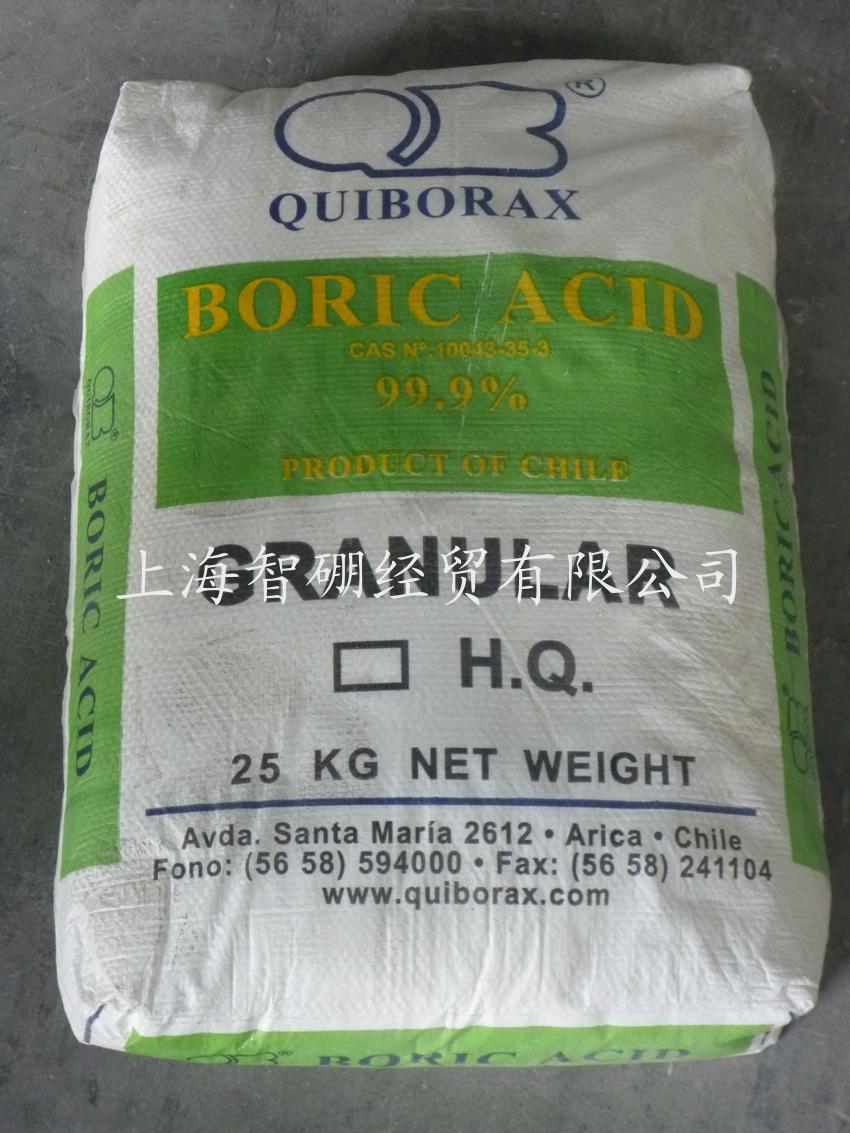 ®
QUIBORAX
BORIC ACID
CAS Nº.10043-35-3
99.9%
PRODUCT OF CHILE
GRANULAR
上海智硼经贸有限公司
H.Q.
25 KG NET WEIGHT
Avda. Santa María 2612 • Arica • Chile
Fono: (56 58) 594000 • Fax: (56 58) 241104
www.quiborax.com
QUIBORAX ®
BORIC ACID
BORIC ACID
®
® BORIC ACID